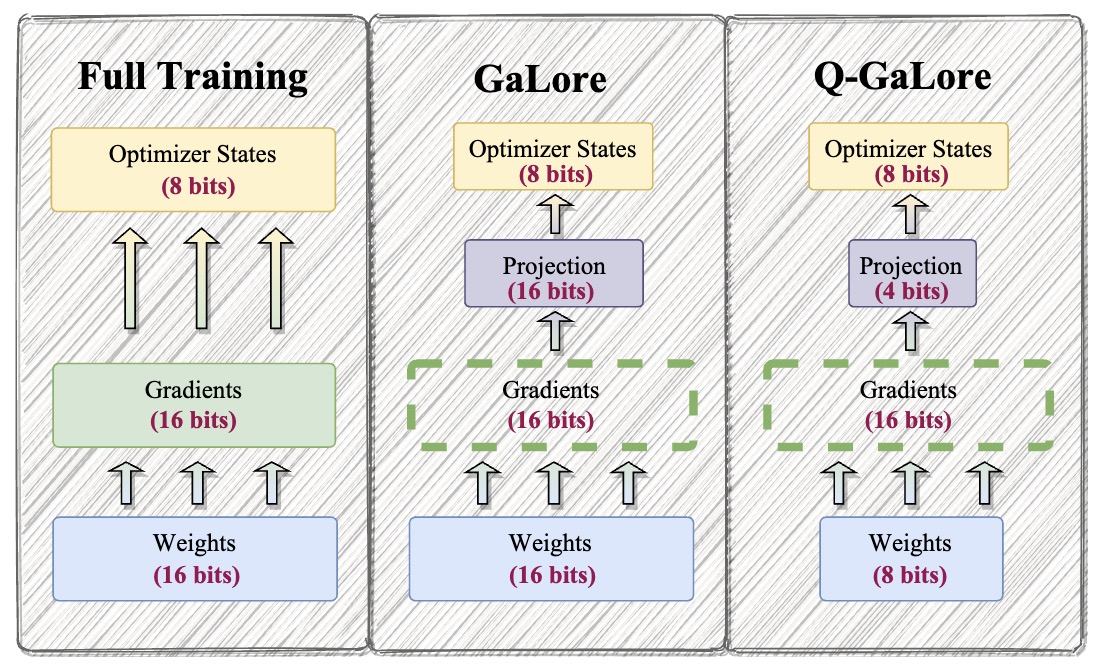 Full Training
Optimizer States
(8 bits)
Gradients
(16 bits)
Weights
(16 bits)
GaLore
Optimizer States
(8 bits)
Projection
(16 bits)
Gradients
(16 bits)
Weights
(16 bits)
Q-GaLore
Optimizer States
(8 bits)
Projection
(4 bits)
Gradients
(16 bits)
Weights
(8 bits)